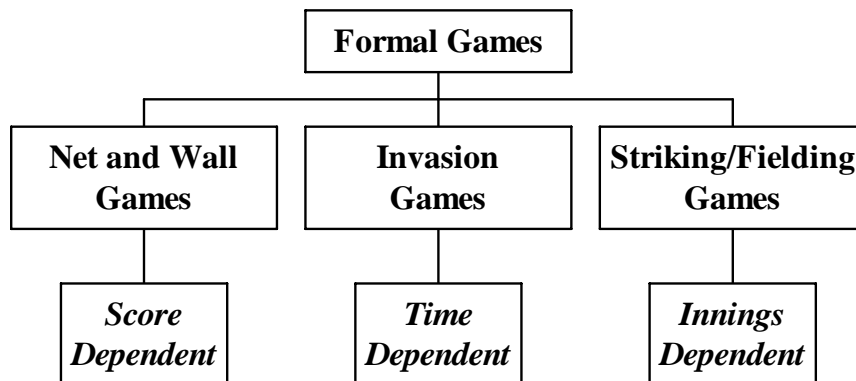 Formal Games
Net and Wall
Games
Invasion
Games
Striking/Fielding
Games
Score
Dependent
Time
Dependent
Innings
Dependent